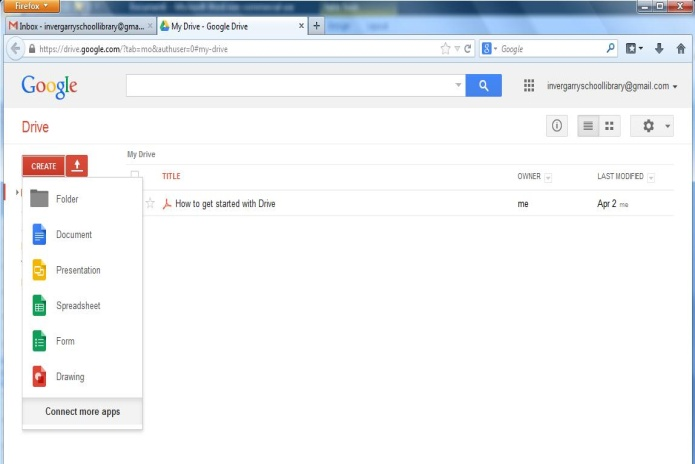 Firefox
Inbox - invergarryschoollibrary@gma...
My Drive - Google Drive
https://drive.google.com/?tab=mo&authuser=0#my-drive
Google
Google
invergarryschoollibrary@gmail.com
Drive
CREATE
My Drive
TITLE
OWNER
LAST MODIFIED
How to get started with Drive
me
Apr 2 me
Folder
Document
Presentation
Spreadsheet
Form
Drawing
Connect more apps